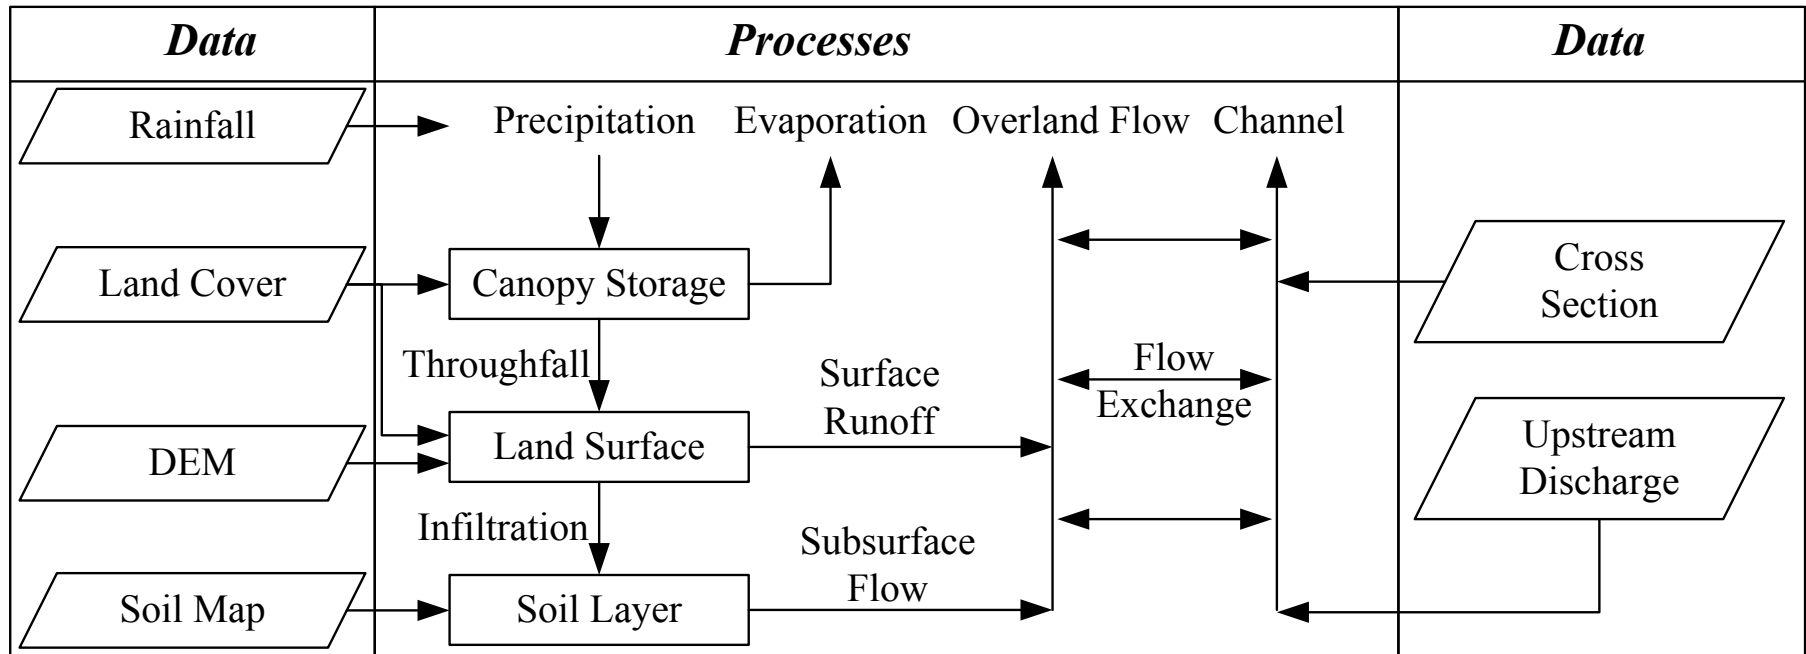 Data
Processes
Data
Rainfall
Precipitation
Evaporation
Overland Flow
Channel
Land Cover
Canopy Storage
Cross
Section
Throughfall
Surface
Runoff
Flow
Exchange
DEM
Land Surface
Upstream
Discharge
Infiltration
Subsurface
Flow
Soil Map
Soil Layer